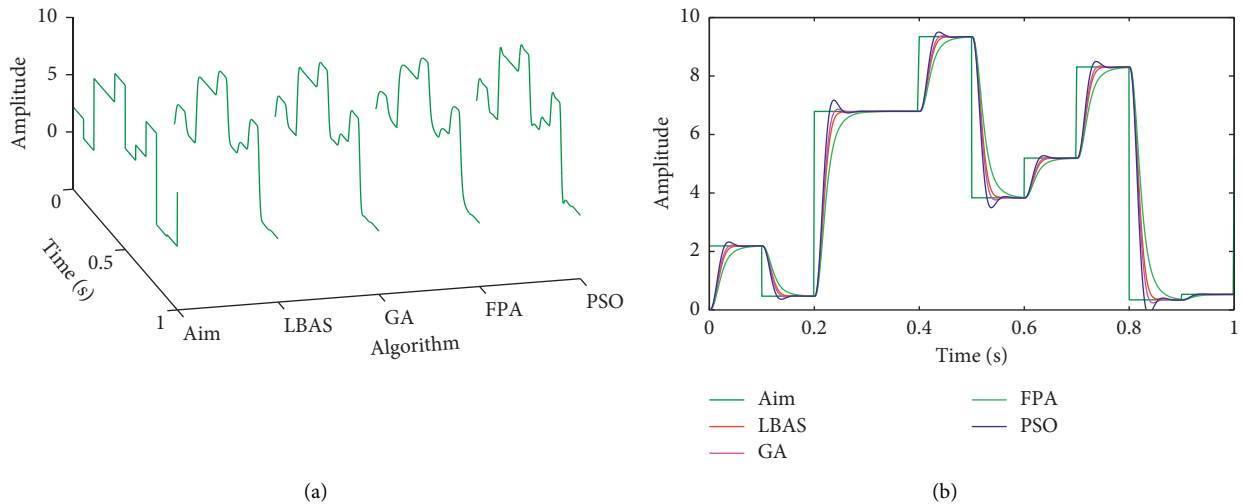 10
5
0
Amplitude
0
0.5
1
Time (s)
Aim
LBAS
GA
FPA
PSO
Algorithm
(a)
10
8
6
4
2
0
Amplitude
0
0.2
0.4
0.6
0.8
1
Time (s)
Aim
LBAS
GA
FPA
PSO
(b)